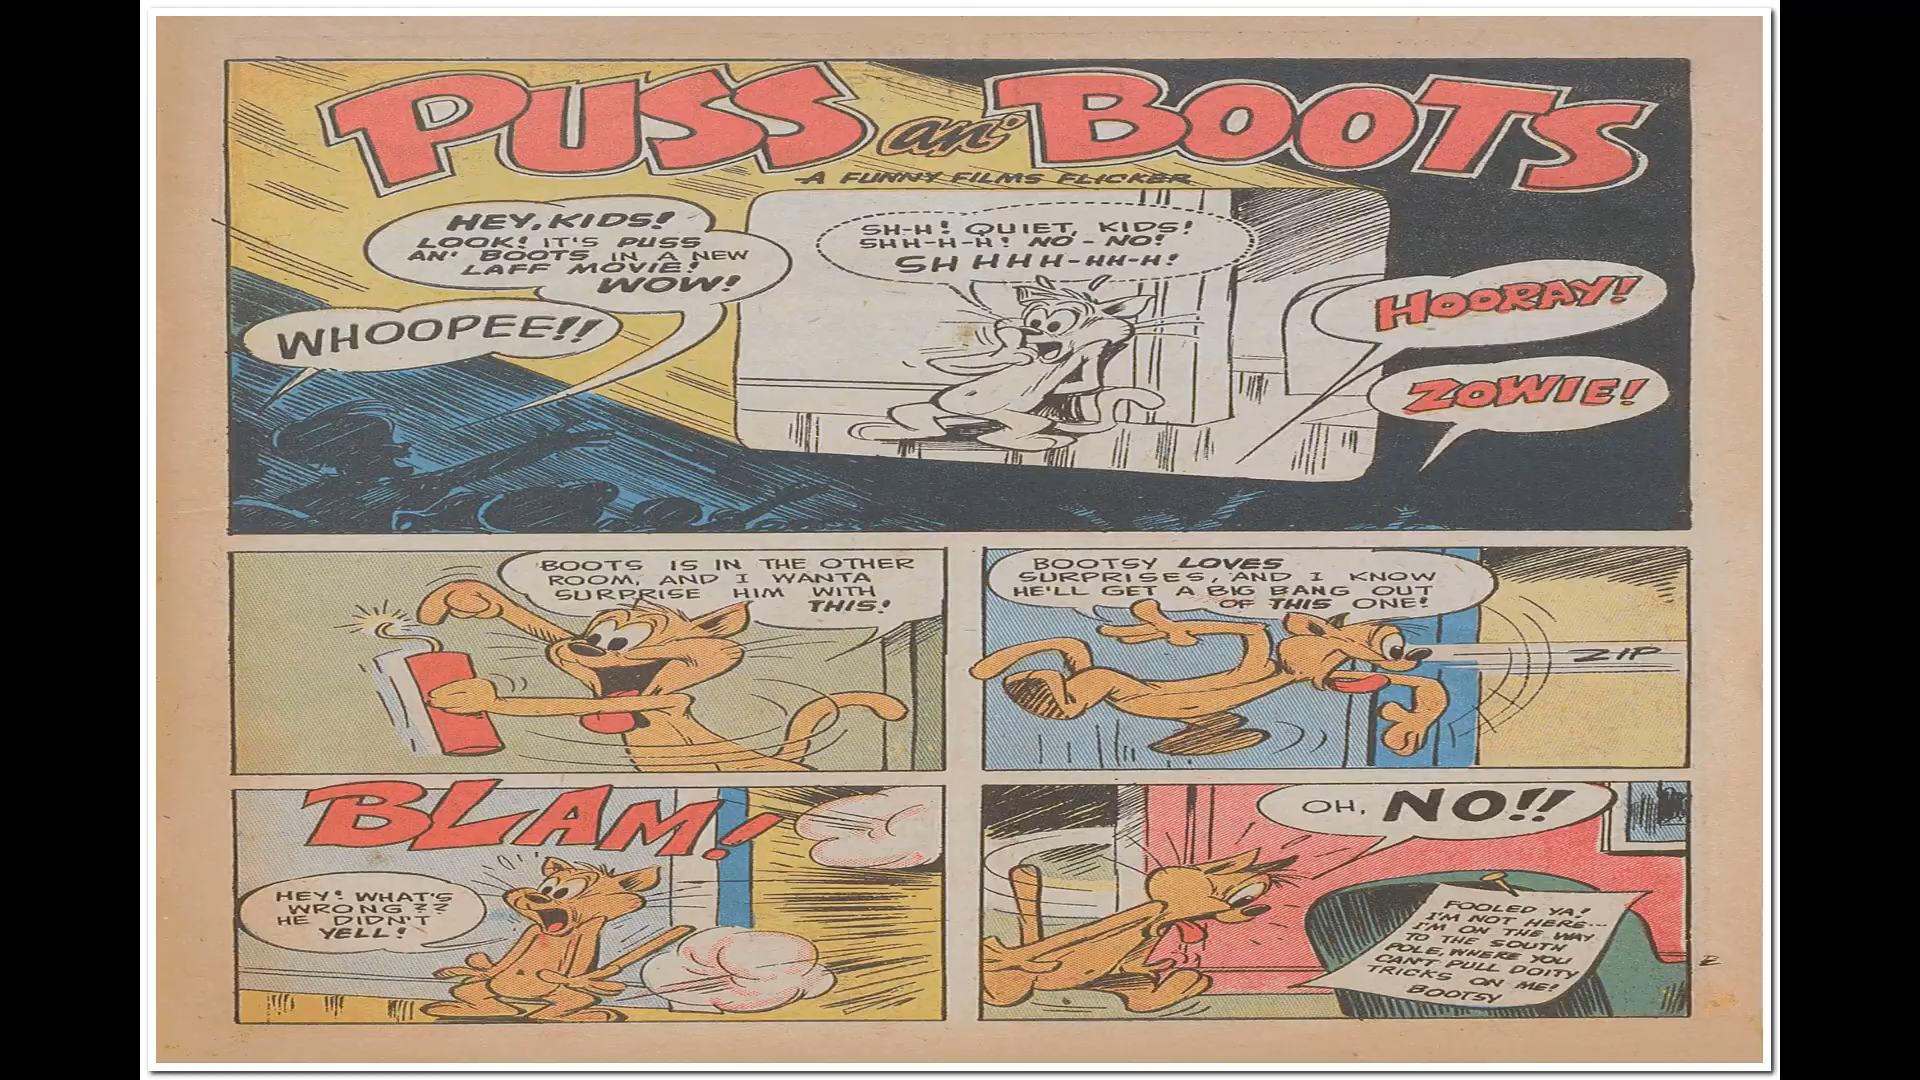 PUSS an' BOOTS
A FUNNY FILMS FLICKER
HEY, KIDS!
LOOK! IT'S PUSS
AN' BOOTS IN A NEW
LAFF MOVIE!
WOW!
WHOOPEE!!
SH-H! QUIET, KIDS!
SHH-H-H! NO-NO!
SHHHH-HH-H!
HOORAY!
ZOWIE!
BOOTS IS IN THE OTHER
ROOM, AND I WANTA
SURPRISE HIM WITH
THIS!
BOOTSY LOVES
SURPRISES, AND I KNOW
HE'LL GET A BIG BANG OUT
OF THIS ONE!
ZIP
BLAM!
HEY! WHAT'S
WRONG??
HE DIDN'T
YELL!
OH, NO!!
FOOLED YA!
I'M NOT HERE...
I'M ON THE WAY
TO THE SOUTH
POLE, WHERE YOU
CAN'T PULL DOITY
TRICKS ON ME!
BOOTSY